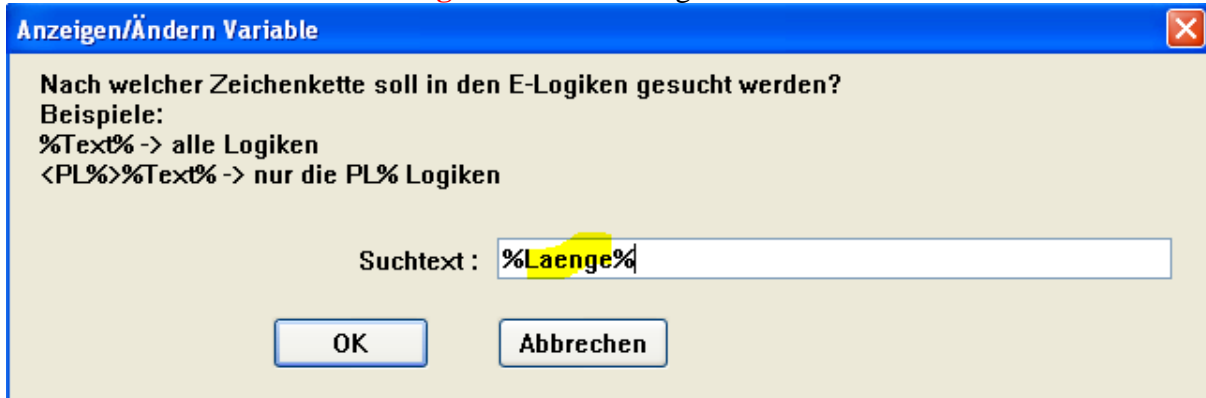 Anzeigen/Ändern Variable
Nach welcher Zeichenkette soll in den E-Logiken gesucht werden?
Beispiele:
%Text% -> alle Logiken
<PL%>%Text% -> nur die PL% Logiken
Suchtext : %Laenge%
OK Abbrechen